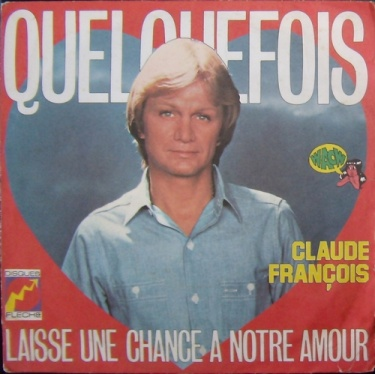 QUELQUEFOIS
CLAUDE
FRANÇOIS
DISQUES
FLECHE
LAISSE UNE CHANCE A NOTRE AMOUR